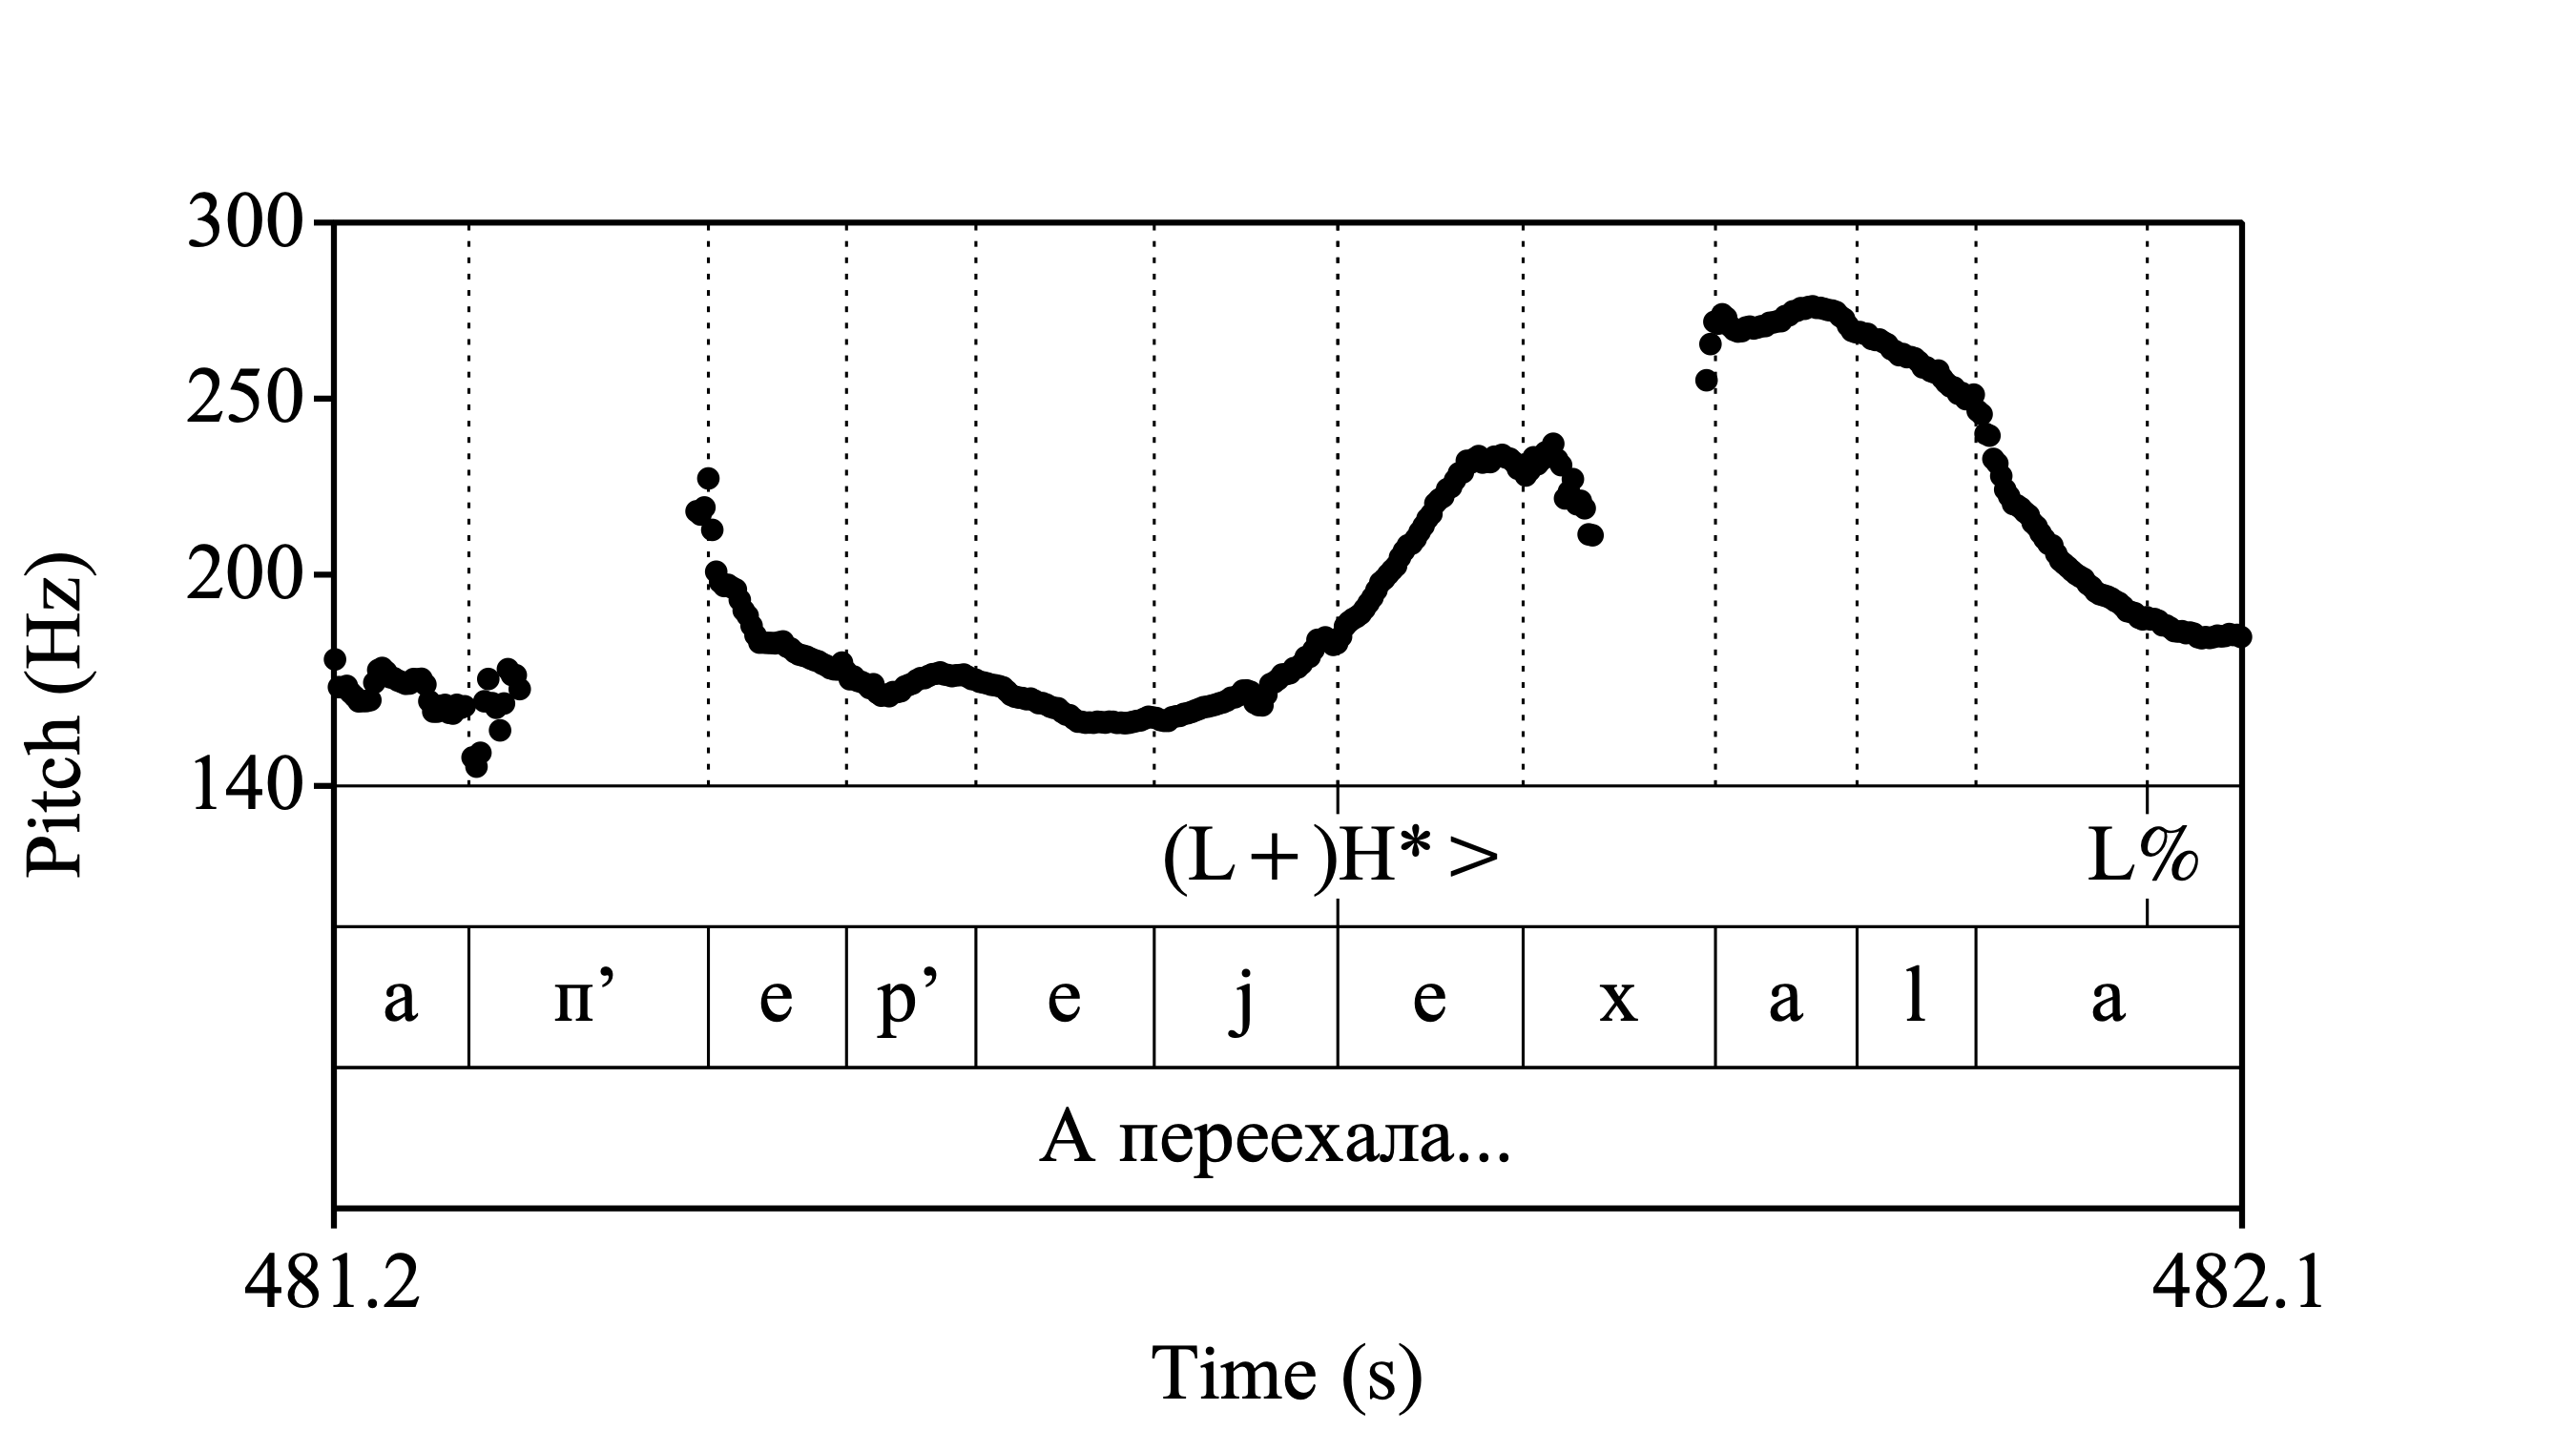 300
250
200
140
Pitch (Hz)
(L+)H*> L%
а п’ е р’ е j е х а l а
А переехала...
481.2 482.1
Time (s)